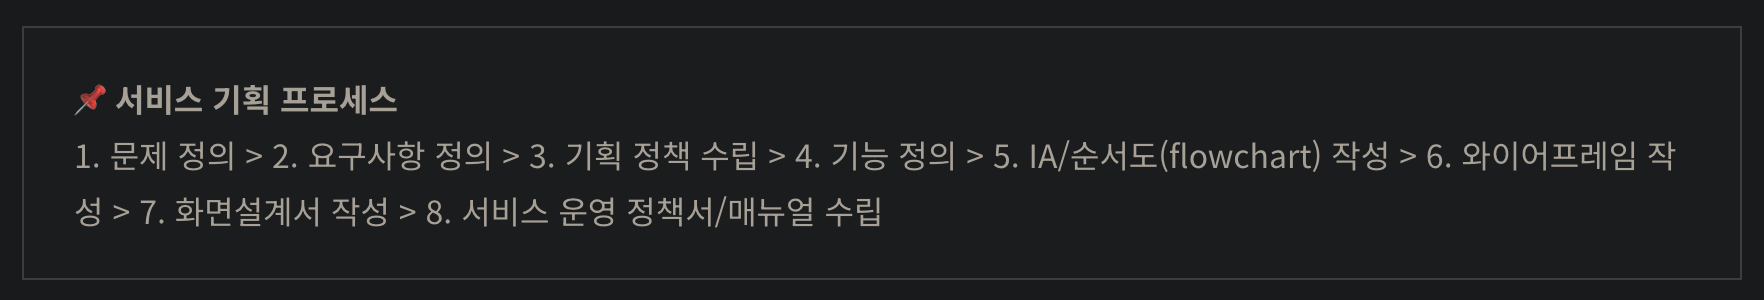 📌 서비스 기획 프로세스
1. 문제 정의 > 2. 요구사항 정의 > 3. 기획 정책 수립 > 4. 기능 정의 > 5. IA/순서도(flowchart) 작성 > 6. 와이어프레임 작
성 > 7. 화면설계서 작성 > 8. 서비스 운영 정책서/매뉴얼 수립